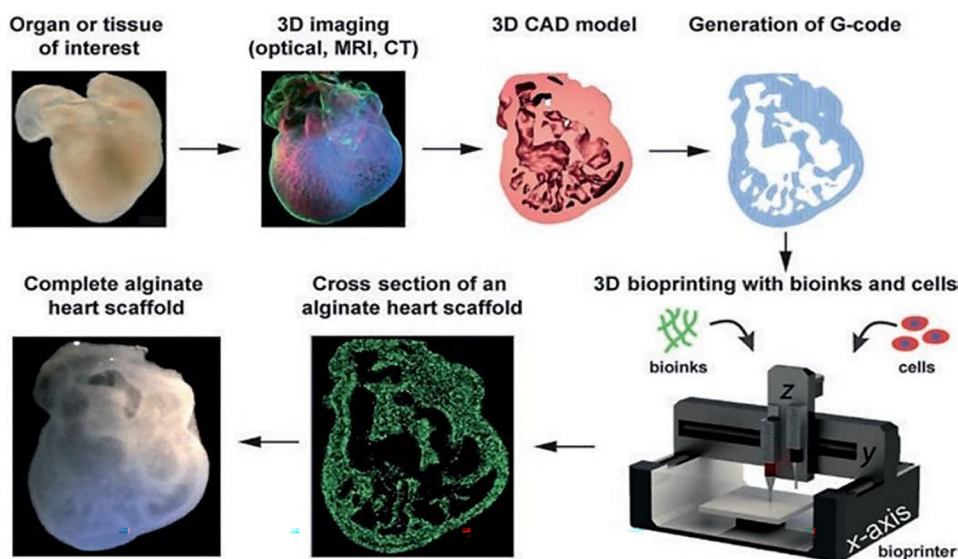 Organ or tissue
of interest
3D imaging
(optical, MRI, CT)
3D CAD model
Generation of G-code
3D bioprinting with bioinks and cells
bioinks
cells
z
y
x-axis
bioprinter
Cross section of an
alginate heart scaffold
Complete alginate
heart scaffold